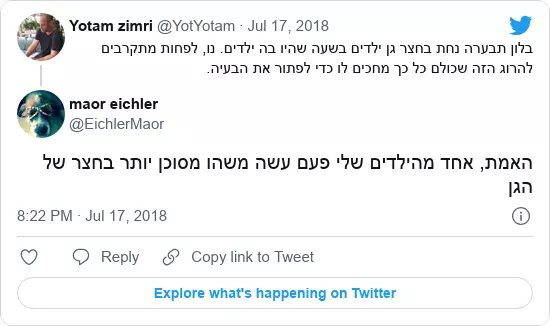 Yotam zimri @YotYotam · Jul 17, 2018
בלון תבערה נחת בחצר גן ילדים בשעה שהיו בה ילדים. נו, לפחות מתקרבים
להרוג הזה שכולם כל כך מחכים לו כדי לפתור את הבעיה.
maor eichler
@EichlerMaor
האמת, אחד מהילדים שלי פעם עשה משהו מסוכן יותר בחצר של
הגן
8:22 PM · Jul 17, 2018
Reply Copy link to Tweet
Explore what's happening on Twitter